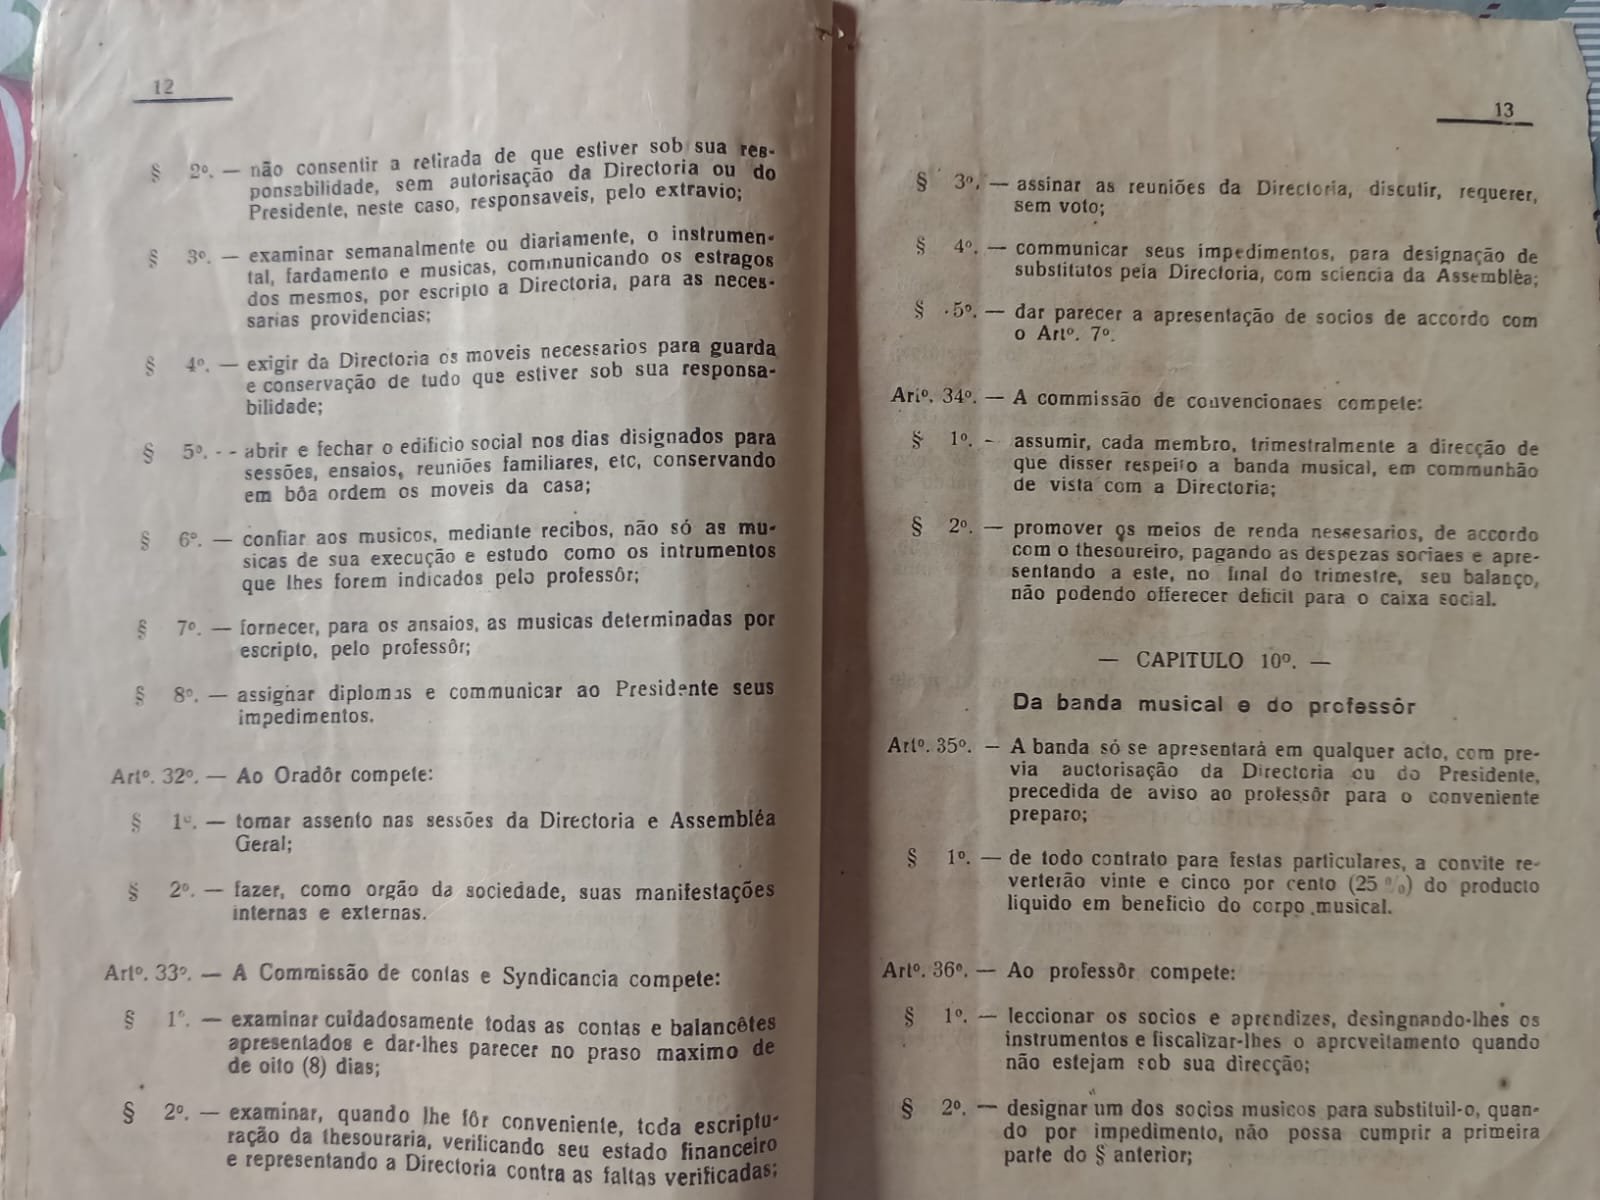 12
§ 2º. — não consentir a retirada de que estiver sob sua res-
ponsabilidade, sem autorisação da Directoria ou do
Presidente, neste caso, responsaveis, pelo extravio;
§ 3º. — examinar semanalmente ou diariamente, o instrumen-
tal, fardamento e musicas, communicando os estragos
dos mesmos, por escripto a Directoria, para as neces-
sarias providencias;
§ 4º. — exigir da Directoria os moveis necessarios para guarda
e conservação de tudo que estiver sob sua responsa-
bilidade;
§ 5º. - - abrir e fechar o edificio social nos dias disignados para
sessões, ensaios, reuniões familiares, etc, conservando
em bôa ordem os moveis da casa;
§ 6º. — confiar aos musicos, mediante recibos, não só as mu-
sicas de sua execução e estudo como os intrumentos
que lhes forem indicados pelo professôr;
§ 7º. — fornecer, para os ansaios, as musicas determinadas por
escripto, pelo professôr;
§ 8º. — assignar diplomas e communicar ao Presidente seus
impedimentos.
Artº. 32º. — Ao Oradôr compete:
§ 1º. — tomar assento nas sessões da Directoria e Assembléa
Geral;
§ 2º. — fazer, como orgão da sociedade, suas manifestações
internas e externas.
Artº. 33º. — A Commissão de contas e Syndicancia compete:
§ 1º. — examinar cuidadosamente todas as contas e balancêtes
apresentados e dar-lhes parecer no praso maximo de
de oito (8) dias;
§ 2º. — examinar, quando lhe fôr conveniente, toda escriptu-
ração da thesouraria, verificando seu estado financeiro
e representando a Directoria contra as faltas verificadas;
13
§ 3º. — assinar as reuniões da Directoria, discutir, requerer,
sem voto;
§ 4º. — communicar seus impedimentos, para designação de
substitutos pela Directoria, com sciencia da Assembléa;
§ 5º. — dar parecer a apresentação de socios de accordo com
o Artº. 7º.
Artº. 34º. — A commissão de convencionaes compete:
§ 1º. - assumir, cada membro, trimestralmente a direcção de
que disser respeito a banda musical, em communhão
de vista com a Directoria;
§ 2º. — promover os meios de renda nessesarios, de accordo
com o thesoureiro, pagando as despezas sociaes e apre-
sentando a este, no final do trimestre, seu balanço,
não podendo offerecer deficit para o caixa social.
— CAPITULO 10º. —
Da banda musical e do professôr
Artº. 35º. — A banda só se apresentará em qualquer acto, com pre-
via auctorisação da Directoria ou do Presidente,
precedida de aviso ao professôr para o conveniente
preparo;
§ 1º. — de todo contrato para festas particulares, a convite re-
verterão vinte e cinco por cento (25 %) do producto
liquido em beneficio do corpo musical.
Artº. 36º. — Ao professôr compete:
§ 1º. — leccionar os socios e aprendizes, desingnando-lhes os
instrumentos e fiscalizar-lhes o aproveitamento quando
não estejam sob sua direcção;
§ 2º. — designar um dos socios musicos para substituil-o, quan-
do por impedimento, não possa cumprir a primeira
parte do § anterior;